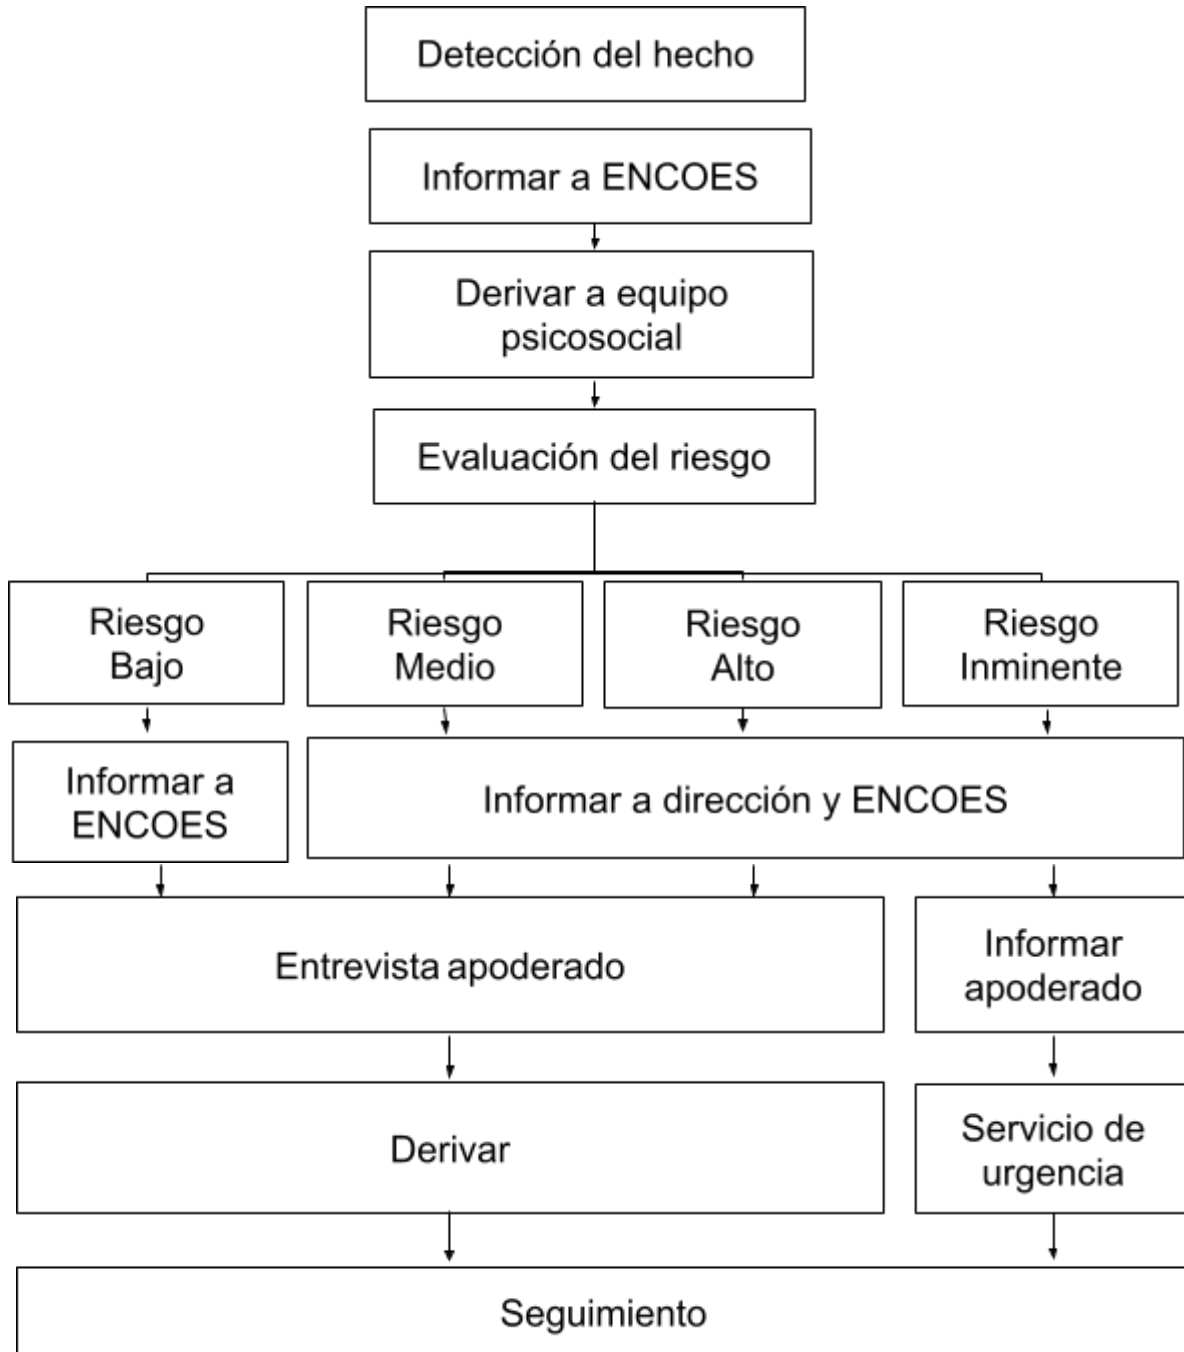 Detección del hecho
Informar a ENCOES
Derivar a equipo
psicosocial
Evaluación del riesgo
Riesgo
Bajo
Riesgo
Medio
Riesgo
Alto
Riesgo
Inminente
Informar a
ENCOES
Informar a dirección y ENCOES
Entrevista apoderado
Informar
apoderado
Derivar
Servicio de
urgencia
Seguimiento